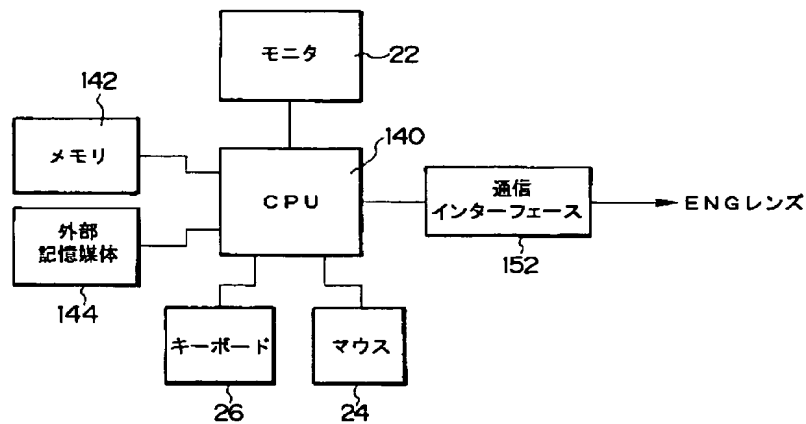 モニタ
22
142
メモリ
140
CPU
通信
インターフェース
ENGレンズ
152
外部
記憶媒体
144
キーボード
26
マウス
24